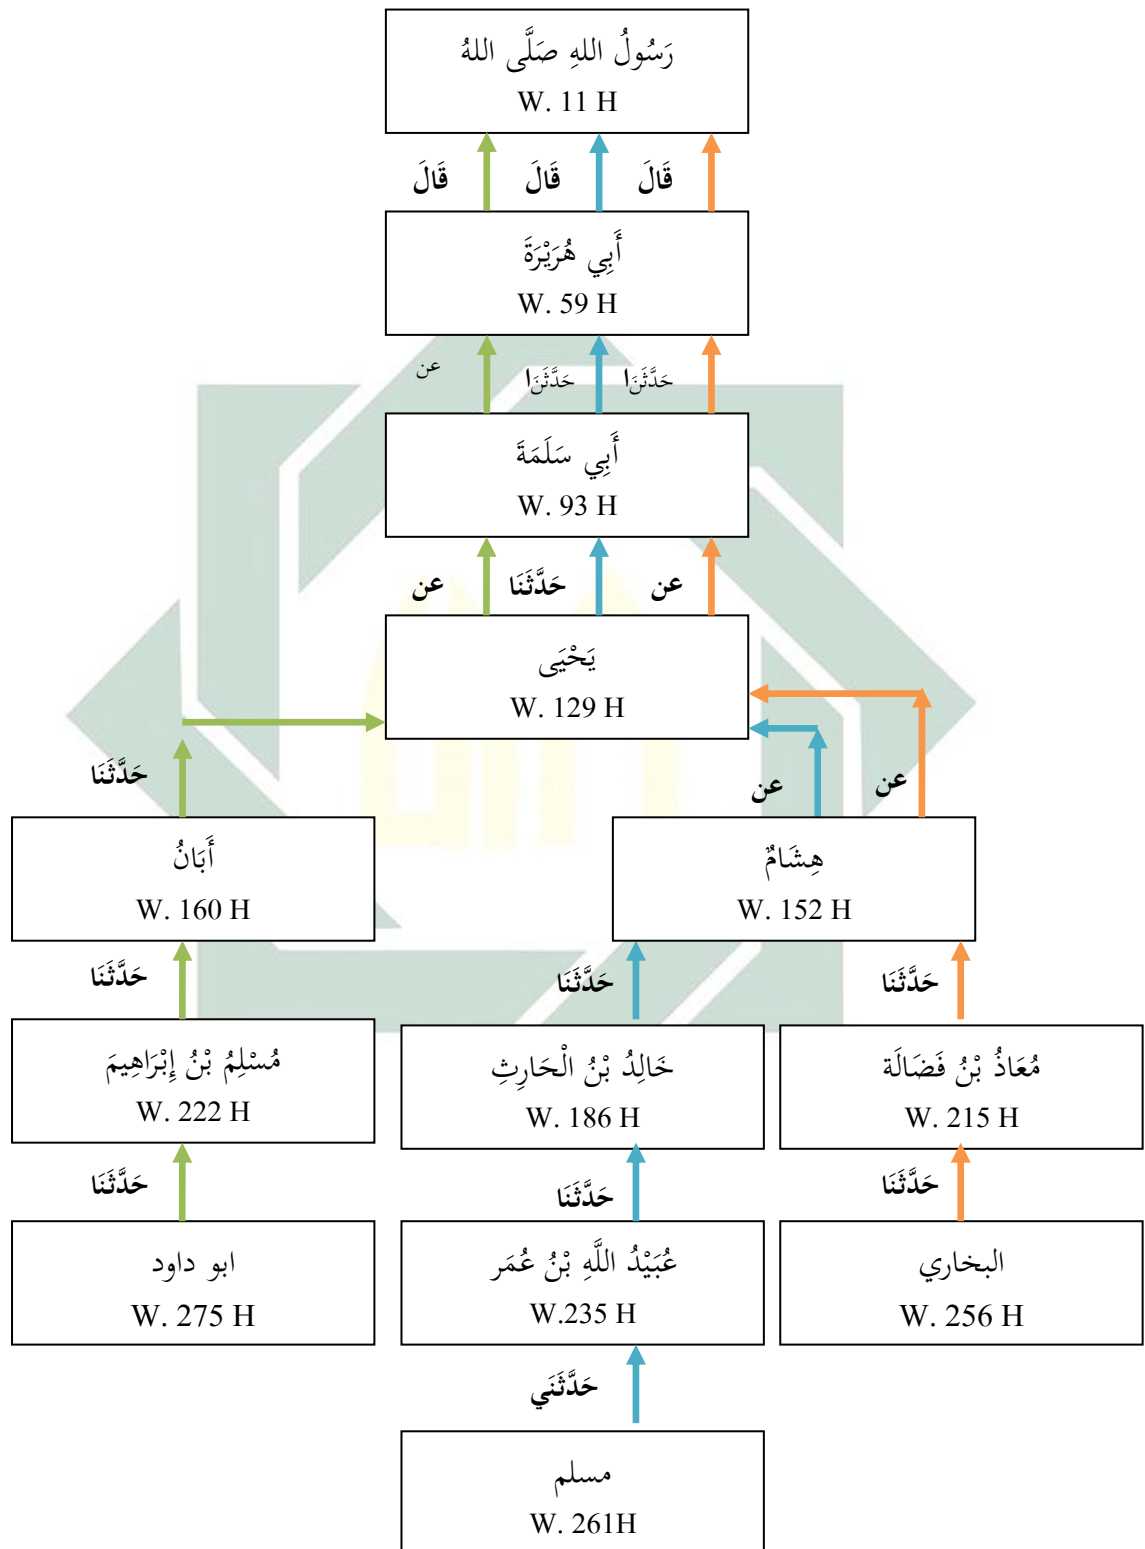 رَسُولُ اللهِ صَلَّى اللهُ
W. 11 H
قَالَ
قَالَ
قَالَ
أَبِي هُرَيْرَةَ
W. 59 H
عن
حَدَّثَنَا
حَدَّثَنَا
أَبِي سَلَمَةَ
W. 93 H
عن
حَدَّثَنَا
عن
يَحْيَى
W. 129 H
حَدَّثَنَا
عن
عن
أَبَانُ
W. 160 H
هِشَامٌ
W. 152 H
حَدَّثَنَا
حَدَّثَنَا
حَدَّثَنَا
مُسْلِمُ بْنُ إِبْرَاهِيمَ
W. 222 H
خَالِدُ بْنُ الْحَارِثِ
W. 186 H
مُعَاذُ بْنُ فَضَالَة
W. 215 H
حَدَّثَنَا
حَدَّثَنَا
حَدَّثَنَا
ابو داود
W. 275 H
عُبَيْدُ اللَّهِ بْنُ عُمَر
W.235 H
البخاري
W. 256 H
حَدَّثَنَي
مسلم
W. 261H